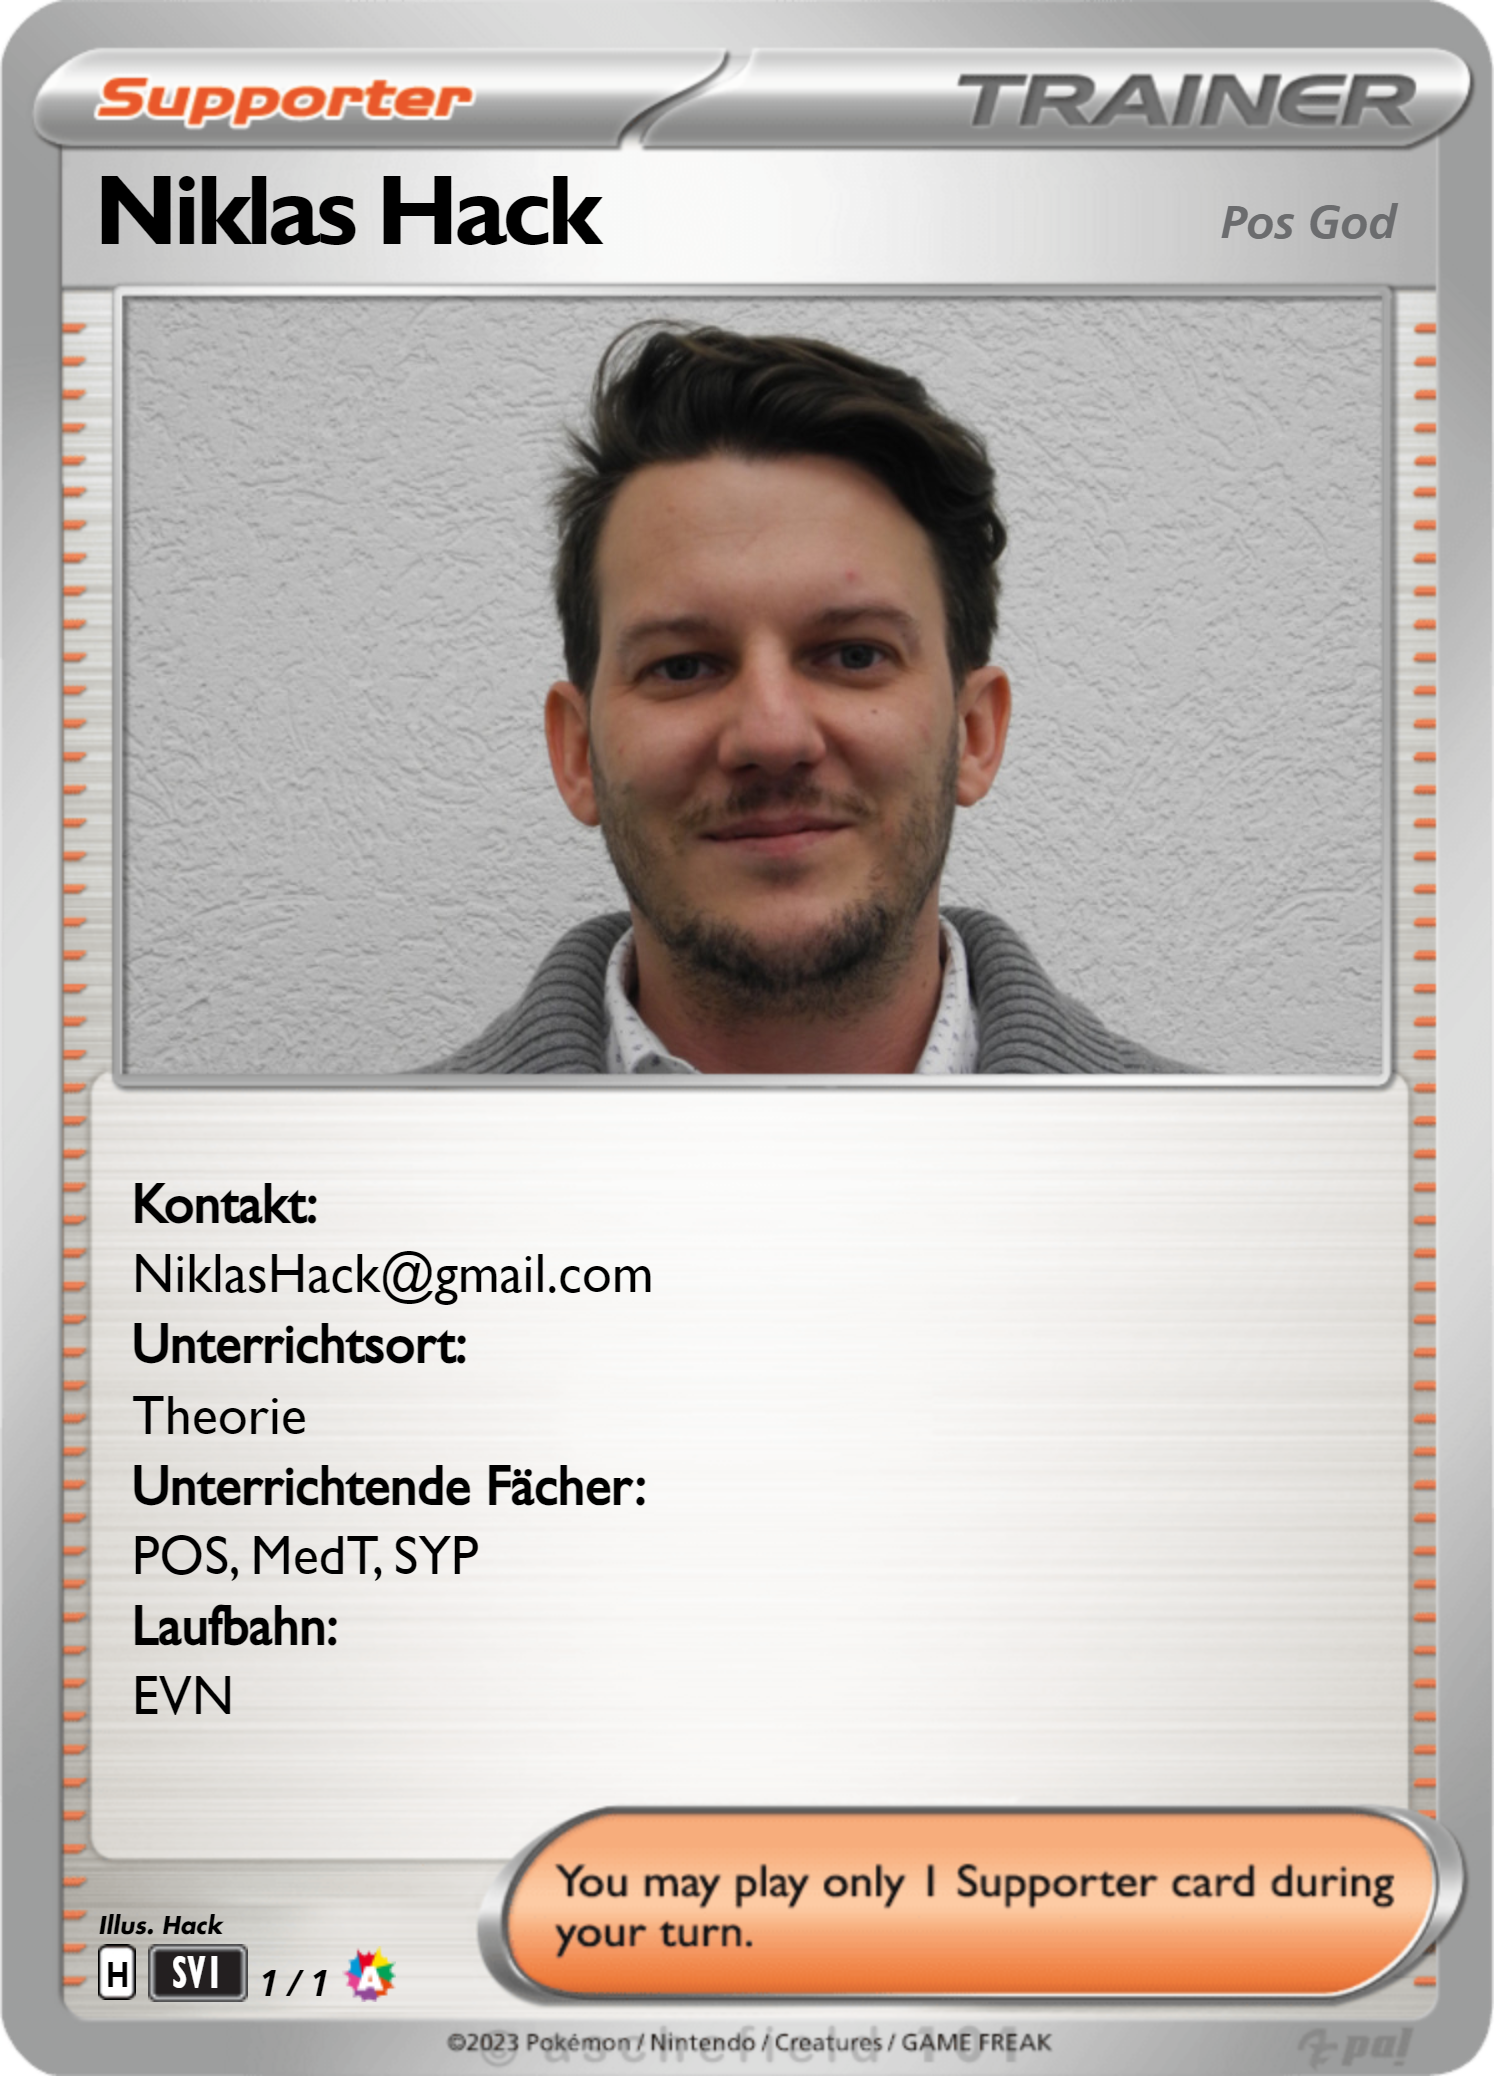 Supporter TRAINER
Niklas Hack Pos God
Kontakt:
NiklasHack@gmail.com
Unterrichtsort:
Theorie
Unterrichtende Fächer:
POS, MedT, SYP
Laufbahn:
EVN
You may play only 1 Supporter card during
your turn.
Illus. Hack
H SVI 1 / 1 A
©2023 Pokémon / Nintendo / Creatures / GAME FREAK